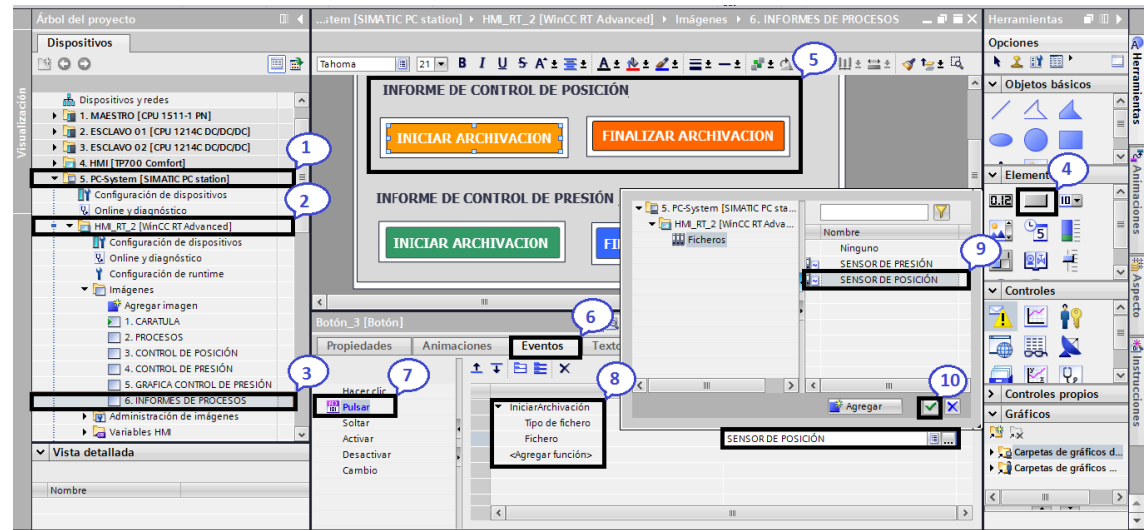 Árbol del proyecto
Dispositivos
Visualización
Dispositivos y redes
1. MAESTRO [CPU 1511-1 PN]
2. ESCLAVO 01 [CPU 1214C DC/DC/DC]
3. ESCLAVO 02 [CPU 1214C DC/DC/DC]
4. HMI [TP700 Comfort]
5. PC-System [SIMATIC PC station]
Configuración de dispositivos
Online y diagnóstico
HMI_RT_2 [WinCC RT Advanced]
Configuración de dispositivos
Online y diagnóstico
Configuración de runtime
Imágenes
Agregar imagen
1. CARATULA
2. PROCESOS
3. CONTROL DE POSICIÓN
4. CONTROL DE PRESIÓN
5. GRAFICA CONTROL DE PRESIÓN
6. INFORMES DE PROCESOS
Administración de imágenes
Variables HMI
Vista detallada
Nombre
1
2
3
...stem [SIMATIC PC station] HMI_RT_2 [WinCC RT Advanced] Imágenes 6. INFORMES DE PROCESOS
Tahoma 21 B I U S A
5
INFORME DE CONTROL DE POSICIÓN
INICIAR ARCHIVACION
FINALIZAR ARCHIVACION
INFORME DE CONTROL DE PRESIÓN
INICIAR ARCHIVACION
FI
Botón_3 [Botón]
6
Propiedades Animaciones Eventos Texto
7
Hacer clic
Pulsar
Soltar
Activar
Desactivar
Cambio
8
IniciarArchivación
Tipo de fichero
Fichero
<Agregar función>
SENSOR DE POSICIÓN
...
5. PC-System [SIMATIC PC sta...
HMI_RT_2 [WinCC RT Adva...
Ficheros
Nombre
Ninguno
SENSOR DE PRESIÓN
SENSOR DE POSICIÓN
9
Agregar
10
Herramientas
Opciones
Objetos básicos
4
Element
Controles
Controles propios
Gráficos
Carpetas de gráficos d...
Carpetas de gráficos ...
Herramientas
Animaciones
Aspecto
Instrucciones